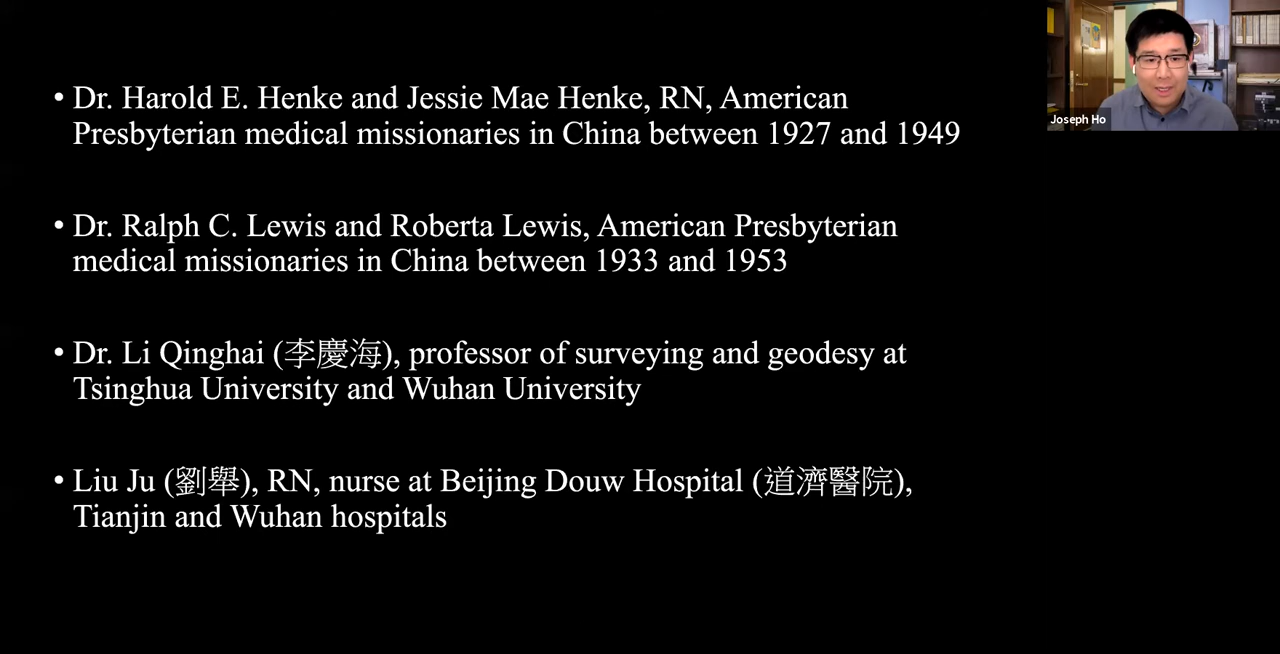 • Dr. Harold E. Henke and Jessie Mae Henke, RN, American
Presbyterian medical missionaries in China between 1927 and 1949
• Dr. Ralph C. Lewis and Roberta Lewis, American Presbyterian
medical missionaries in China between 1933 and 1953
• Dr. Li Qinghai (李慶海), professor of surveying and geodesy at
Tsinghua University and Wuhan University
• Liu Ju (劉舉), RN, nurse at Beijing Douw Hospital (道濟醫院),
Tianjin and Wuhan hospitals
Joseph Ho